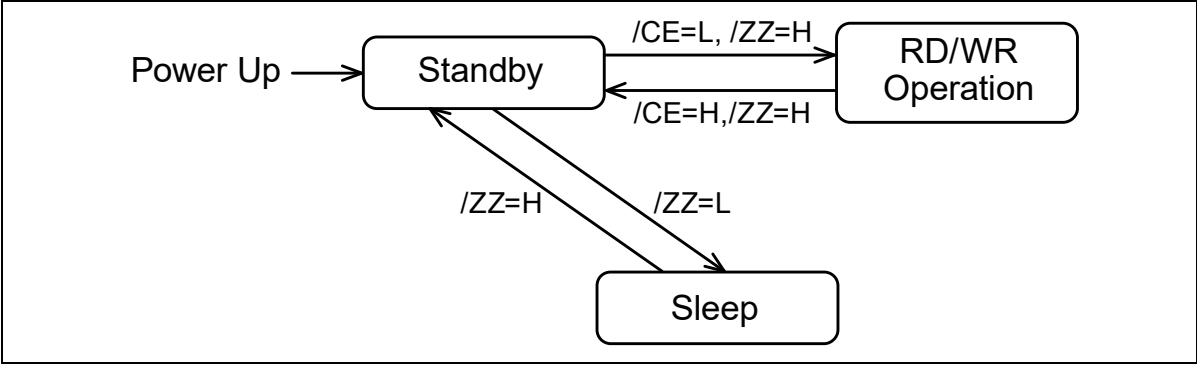 /CE=L, /ZZ=H
RD/WR
Operation
Power Up
Standby
/CE=H,/ZZ=H
/ZZ=H
/ZZ=L
Sleep